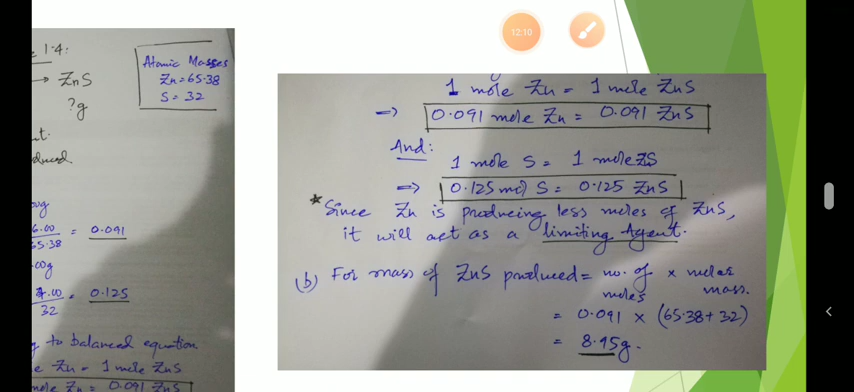 e 1.4:
→ ZnS
?g
Atomic Masses
Zn = 65.38
S = 32
6.00 / 65.38 = 0.091
4.00 / 32 = 0.125
g to balanced equation
e Zn = 1 mole ZnS
mole Zn = 0.091 ZnS
12:10
1 mole Zn = 1 mole ZnS
⇒ 0.091 mole Zn = 0.091 ZnS
And:
1 mole S = 1 mole ZS
⇒ 0.125 mol S = 0.125 ZnS
* Since Zn is producing less moles of ZnS,
it will act as a limiting Agent.
(b) For mass of ZnS produced = no. of moles × molar mass.
= 0.091 × (65.38 + 32)
= 8.95g.